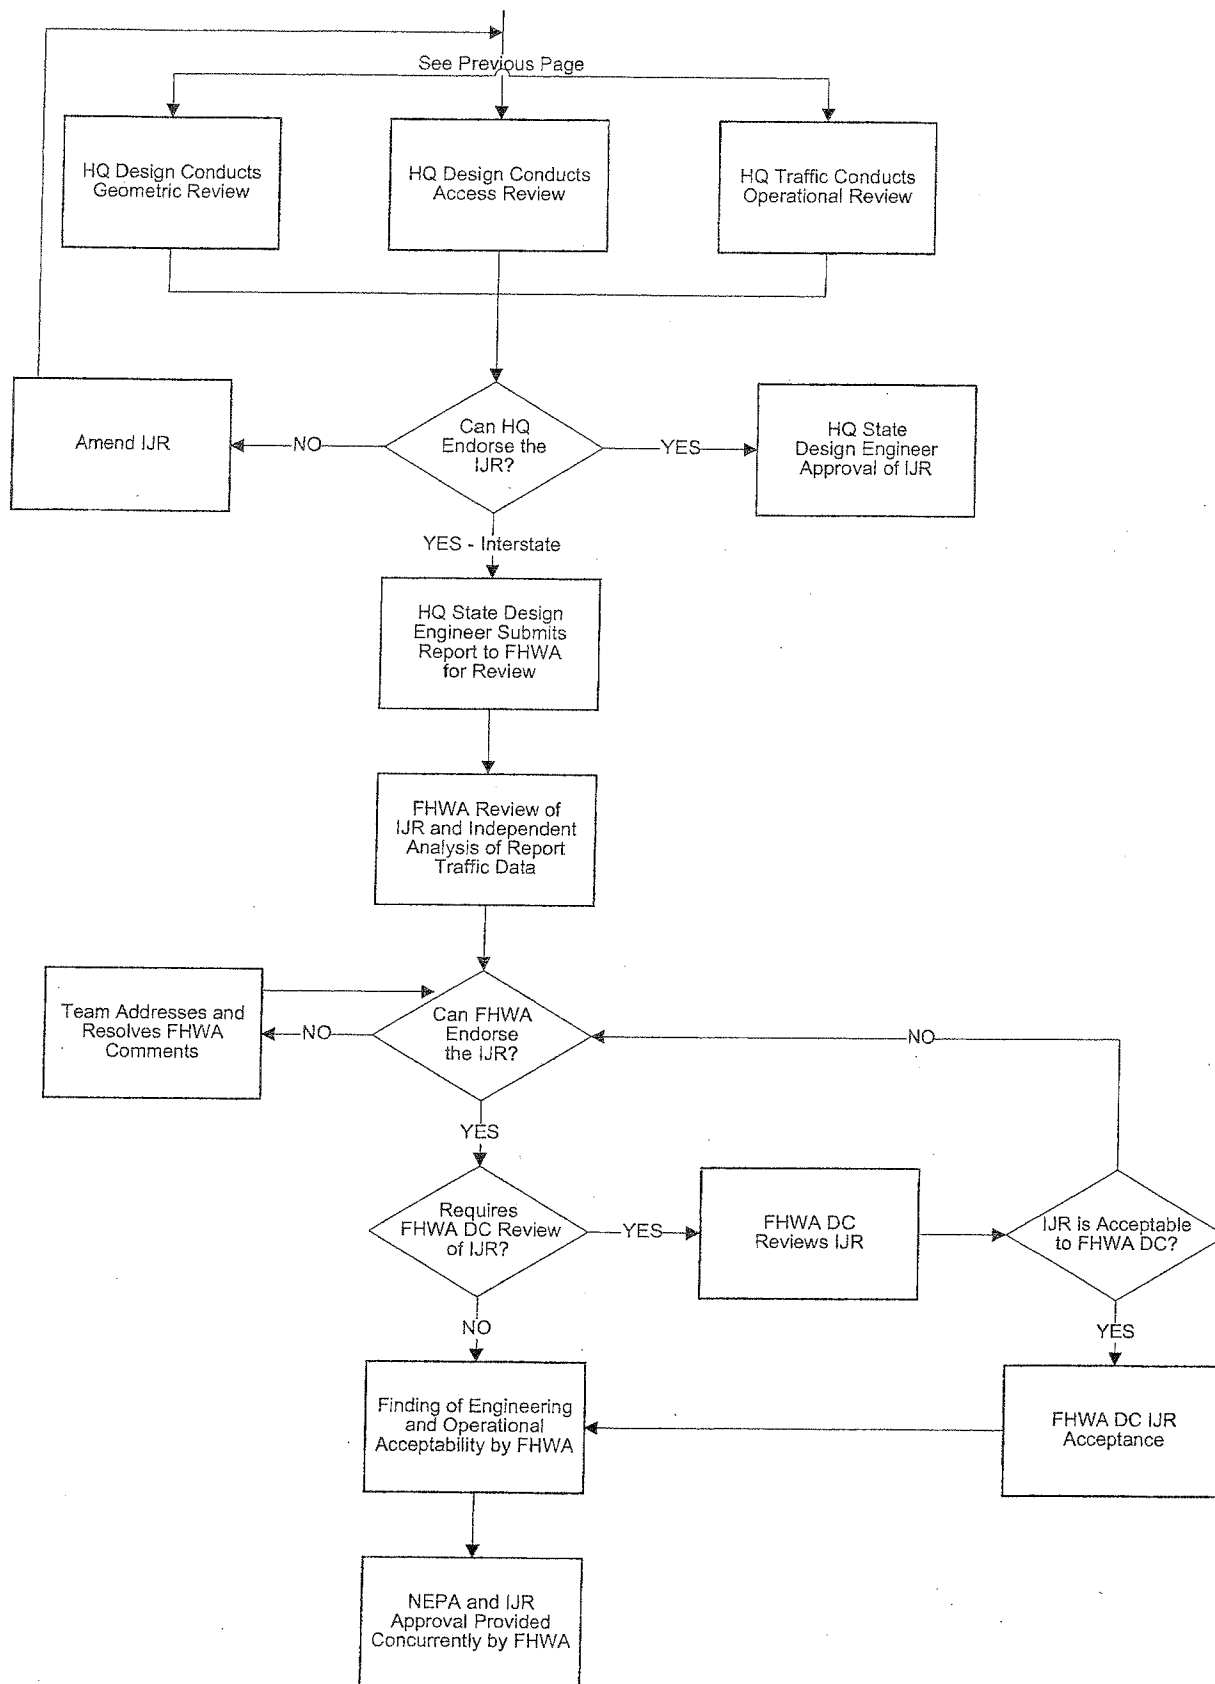 See Previous Page
HQ Design Conducts
Geometric Review
HQ Design Conducts
Access Review
HQ Traffic Conducts
Operational Review
Amend IJR
NO
Can HQ
Endorse the
IJR?
YES
HQ State
Design Engineer
Approval of IJR
YES - Interstate
HQ State Design
Engineer Submits
Report to FHWA
for Review
FHWA Review of
IJR and Independent
Analysis of Report
Traffic Data
Team Addresses and
Resolves FHWA
Comments
NO
Can FHWA
Endorse
the IJR?
NO
YES
Requires
FHWA DC Review
of IJR?
YES
FHWA DC
Reviews IJR
IJR is Acceptable
to FHWA DC?
NO
YES
Finding of Engineering
and Operational
Acceptability by FHWA
FHWA DC IJR
Acceptance
NEPA and IJR
Approval Provided
Concurrently by FHWA